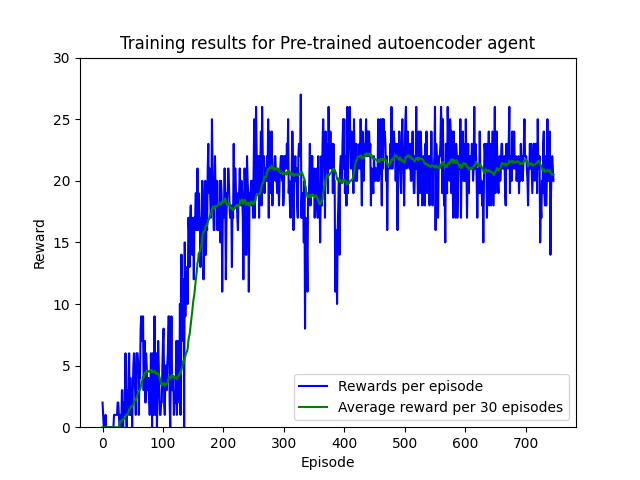 Training results for Pre-trained autoencoder agent
30
25
20
15
10
5
0
Reward
Rewards per episode
Average reward per 30 episodes
0 100 200 300 400 500 600 700
Episode